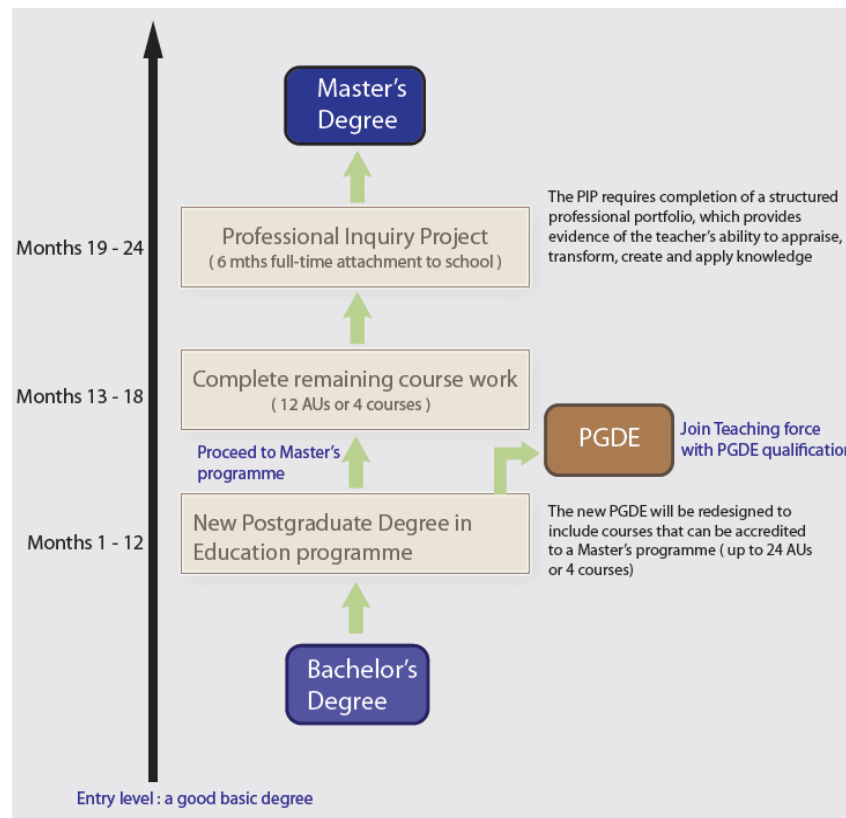 Master's
Degree
Months 19 - 24
Professional Inquiry Project
( 6 mths full-time attachment to school )
The PIP requires completion of a structured
professional portfolio, which provides
evidence of the teacher's ability to appraise,
transform, create and apply knowledge
Months 13 - 18
Complete remaining course work
( 12 AUs or 4 courses )
Proceed to Master's
programme
PGDE
Join Teaching force
with PGDE qualification
Months 1 - 12
New Postgraduate Degree in
Education programme
The new PGDE will be redesigned to
include courses that can be accredited
to a Master's programme ( up to 24 AUs
or 4 courses)
Bachelor's
Degree
Entry level : a good basic degree